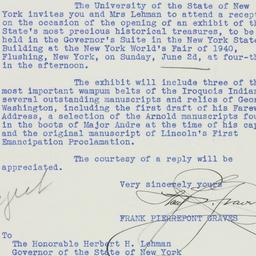 The University of the State of New
York invites you and Mrs Lehman to attend a recept
on the occasion of the opening of an exhibit of th
State's most precious historical treasures, to be
held in the Governor's Suite in the New York State
Building at the New York World's Fair of 1940,
Flushing, New York, on Sunday, June 2d, at four-th
in the afternoon.
The exhibit will include three of th
most important wampum belts of the Iroquois Indian
several outstanding manuscripts and relics of Geor
Washington, including the first draft of his Farew
Address, a selection of the Arnold manuscripts fou
in the boots of Major Andre at the time of his cap
and the original manuscript of Lincoln's First
Emancipation Proclamation.
The courtesy of a reply will be
appreciated.
Very sincerely yours
FRANK PIERREPONT GRAVES
To
The Honorable Herbert H. Lehman
Governor of the State of New York